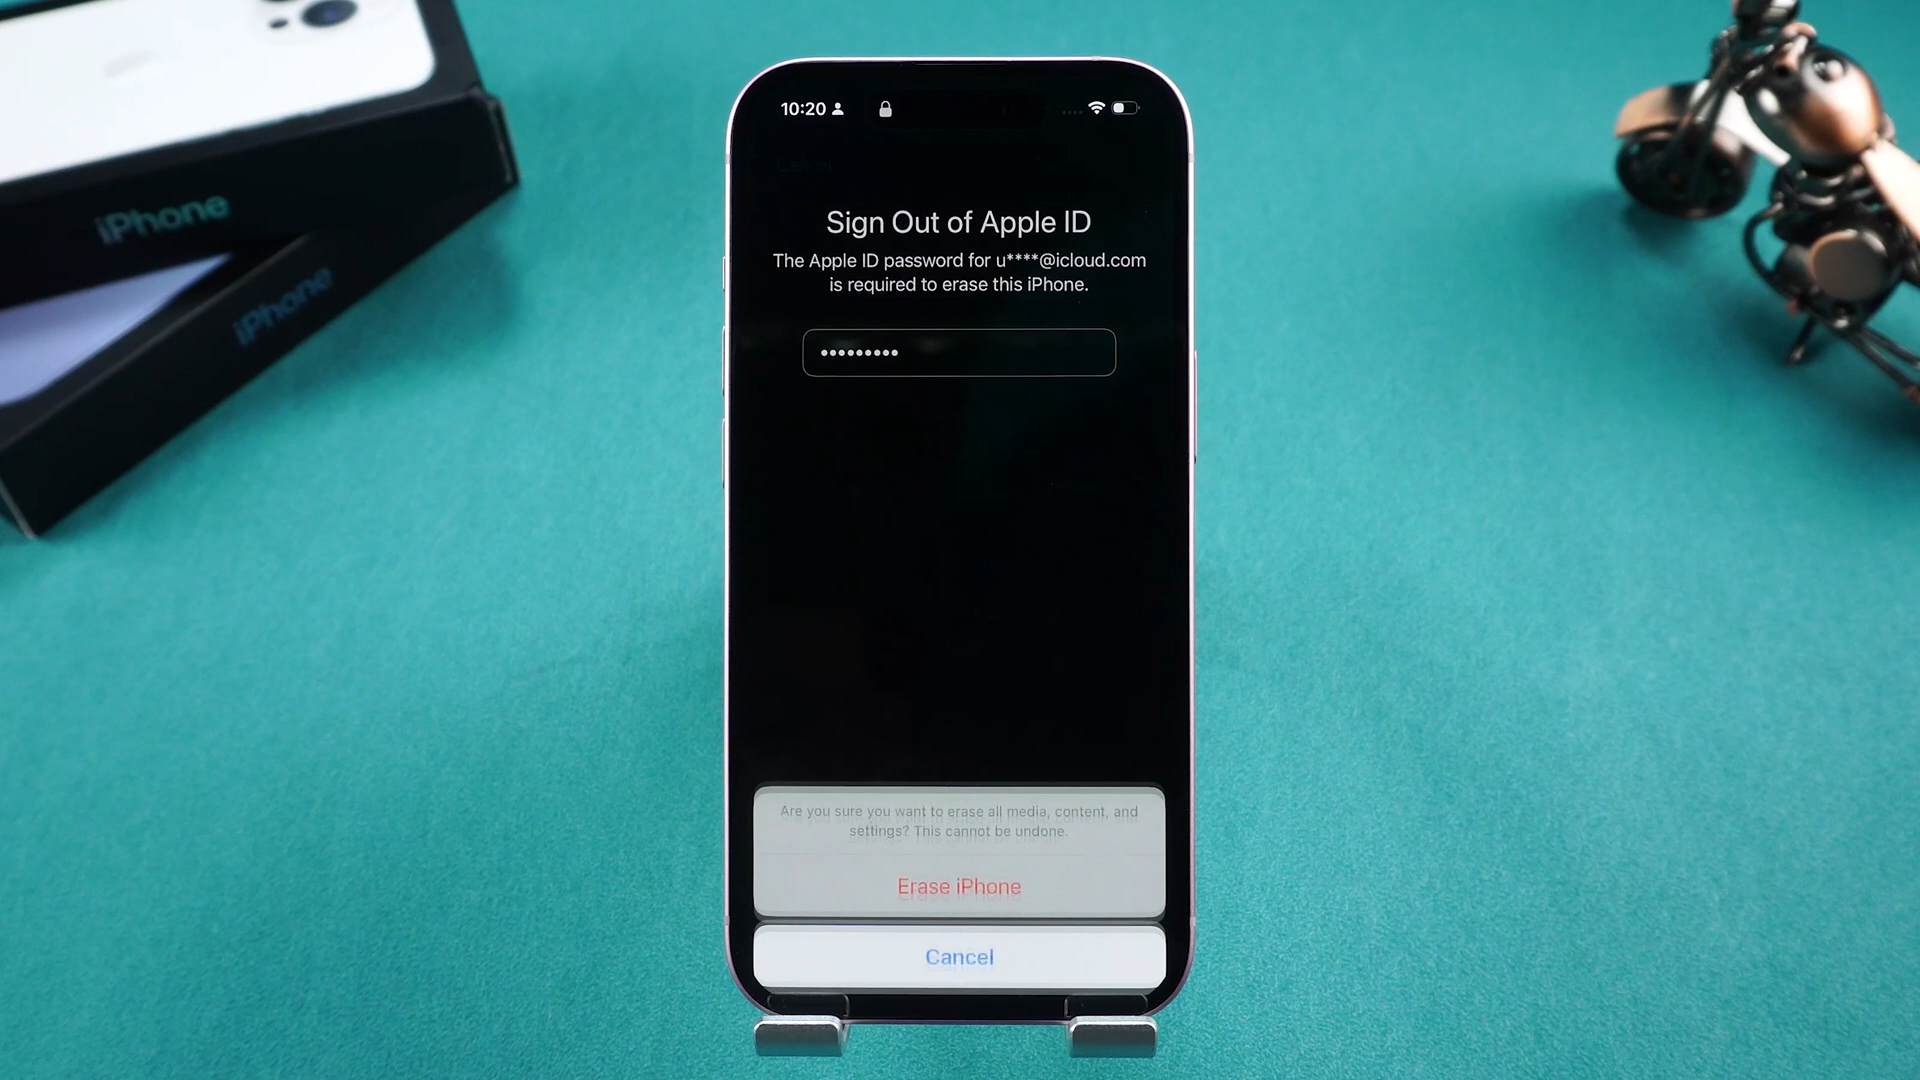 iPhone
iPhone
10:20
Cancel
Sign Out of Apple ID
The Apple ID password for u****@icloud.com
is required to erase this iPhone.
•••••••••
Are you sure you want to erase all media, content, and
settings? This cannot be undone.
Erase iPhone
Cancel